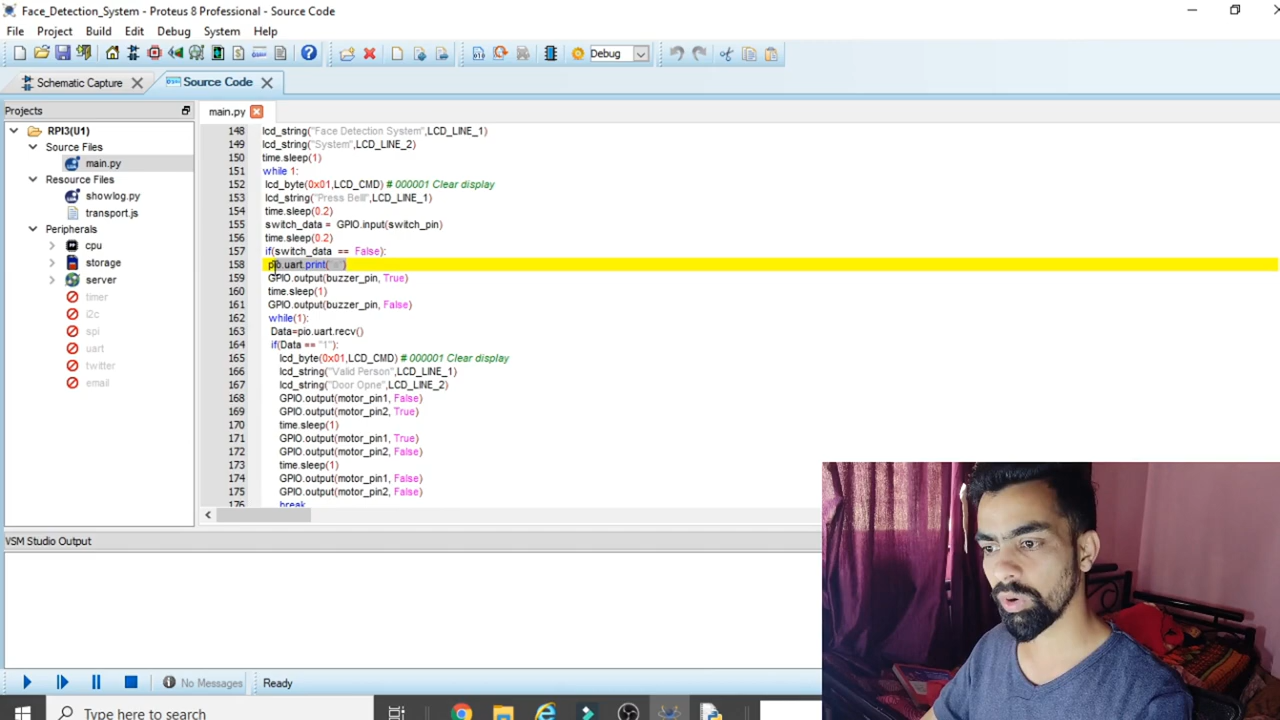 Face_Detection_System - Proteus 8 Professional - Source Code
File Project Build Edit Debug System Help
Debug
Schematic Capture Source Code
Projects
RPI3(U1)
Source Files
main.py
Resource Files
showlog.py
transport.js
Peripherals
cpu
storage
server
timer
i2c
spi
uart
twitter
email
main.py
148 lcd_string("Face Detection System",LCD_LINE_1)
149 lcd_string("System",LCD_LINE_2)
150 time.sleep(1)
151 while 1:
152 lcd_byte(0x01,LCD_CMD) # 000001 Clear display
153 lcd_string("Press Belll",LCD_LINE_1)
154 time.sleep(0.2)
155 switch_data = GPIO.input(switch_pin)
156 time.sleep(0.2)
157 if(switch_data == False):
158 pio.uart.print("a")
159 GPIO.output(buzzer_pin, True)
160 time.sleep(1)
161 GPIO.output(buzzer_pin, False)
162 while(1):
163 Data=pio.uart.recv()
164 if(Data == "1"):
165 lcd_byte(0x01,LCD_CMD) # 000001 Clear display
166 lcd_string("Valid Person",LCD_LINE_1)
167 lcd_string("Door Opne",LCD_LINE_2)
168 GPIO.output(motor_pin1, False)
169 GPIO.output(motor_pin2, True)
170 time.sleep(1)
171 GPIO.output(motor_pin1, True)
172 GPIO.output(motor_pin2, False)
173 time.sleep(1)
174 GPIO.output(motor_pin1, False)
175 GPIO.output(motor_pin2, False)
176 break
VSM Studio Output
No Messages Ready
Type here to search